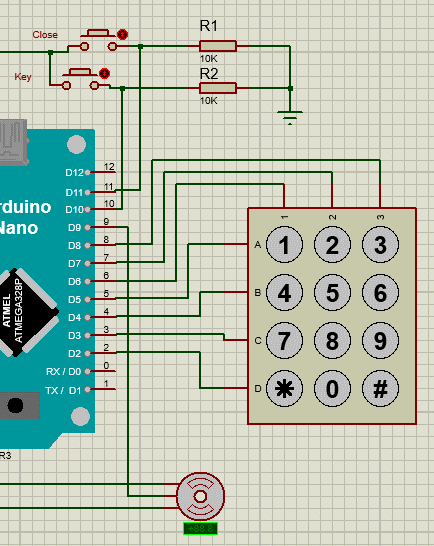 Close
R1
10K
Key
R2
10K
rduino
Nano
ATMEL
ATMEGA328P
D12 12
D11 11
D10 10
D9 9
D8 8
D7 7
D6 6
D5 5
D4 4
D3 3
D2 2
RX / D0 0
TX / D1 1
1 2 3
A 1 2 3
B 4 5 6
C 7 8 9
D ✱ 0 #
R3